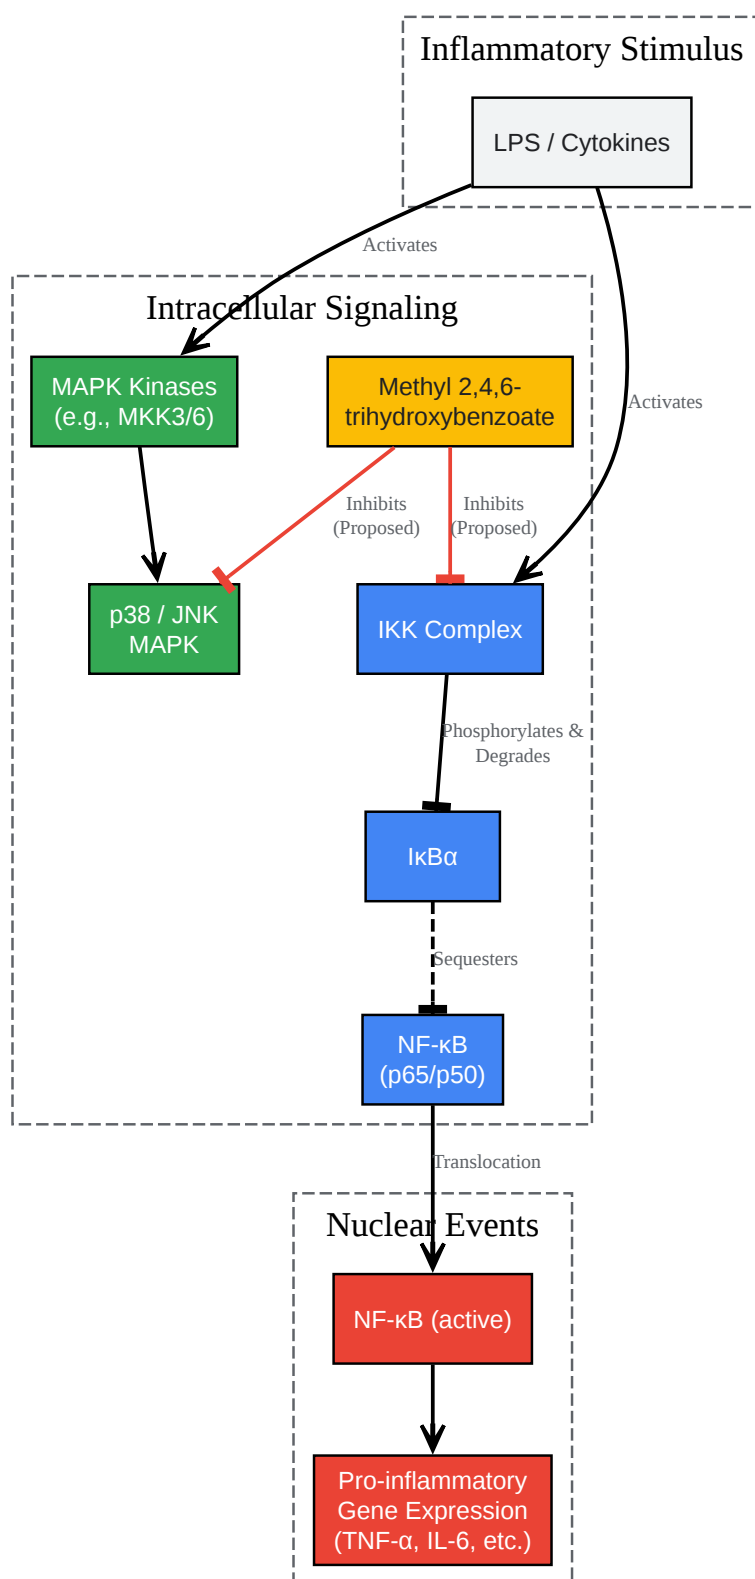 Inflammatory Stimulus
LPS / Cytokines
Activates
Intracellular Signaling
MAPK Kinases
(e.g., MKK3/6)
Methyl 2,4,6-
trihydroxybenzoate
Activates
Inhibits
(Proposed)
Inhibits
(Proposed)
p38 / JNK
MAPK
IKK Complex
Phosphorylates &
Degrades
IκBα
Sequesters
NF-κB
(p65/p50)
Translocation
Nuclear Events
NF-κB (active)
Pro-inflammatory
Gene Expression
(TNF-α, IL-6, etc.)